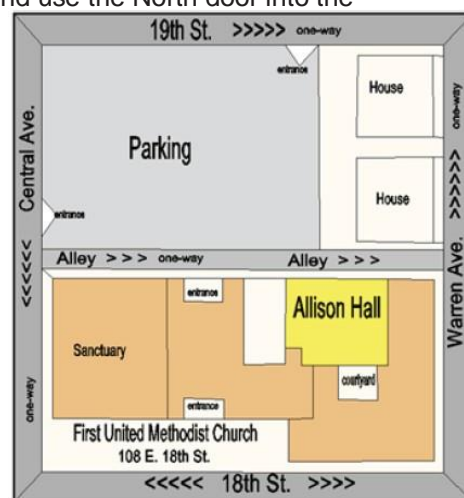 nd use the North door into the
19th St. >>>>> one-way
entrance
House
Parking
Central Ave.
one-way
House
entrance
<<<<<<
Alley > > > one-way Alley > > >
>>>>>>
Warren Ave.
entrance
Allison Hall
Sanctuary
courtyard
one-way
entrance
First United Methodist Church
108 E. 18th St.
<<<<< 18th St. >>>>